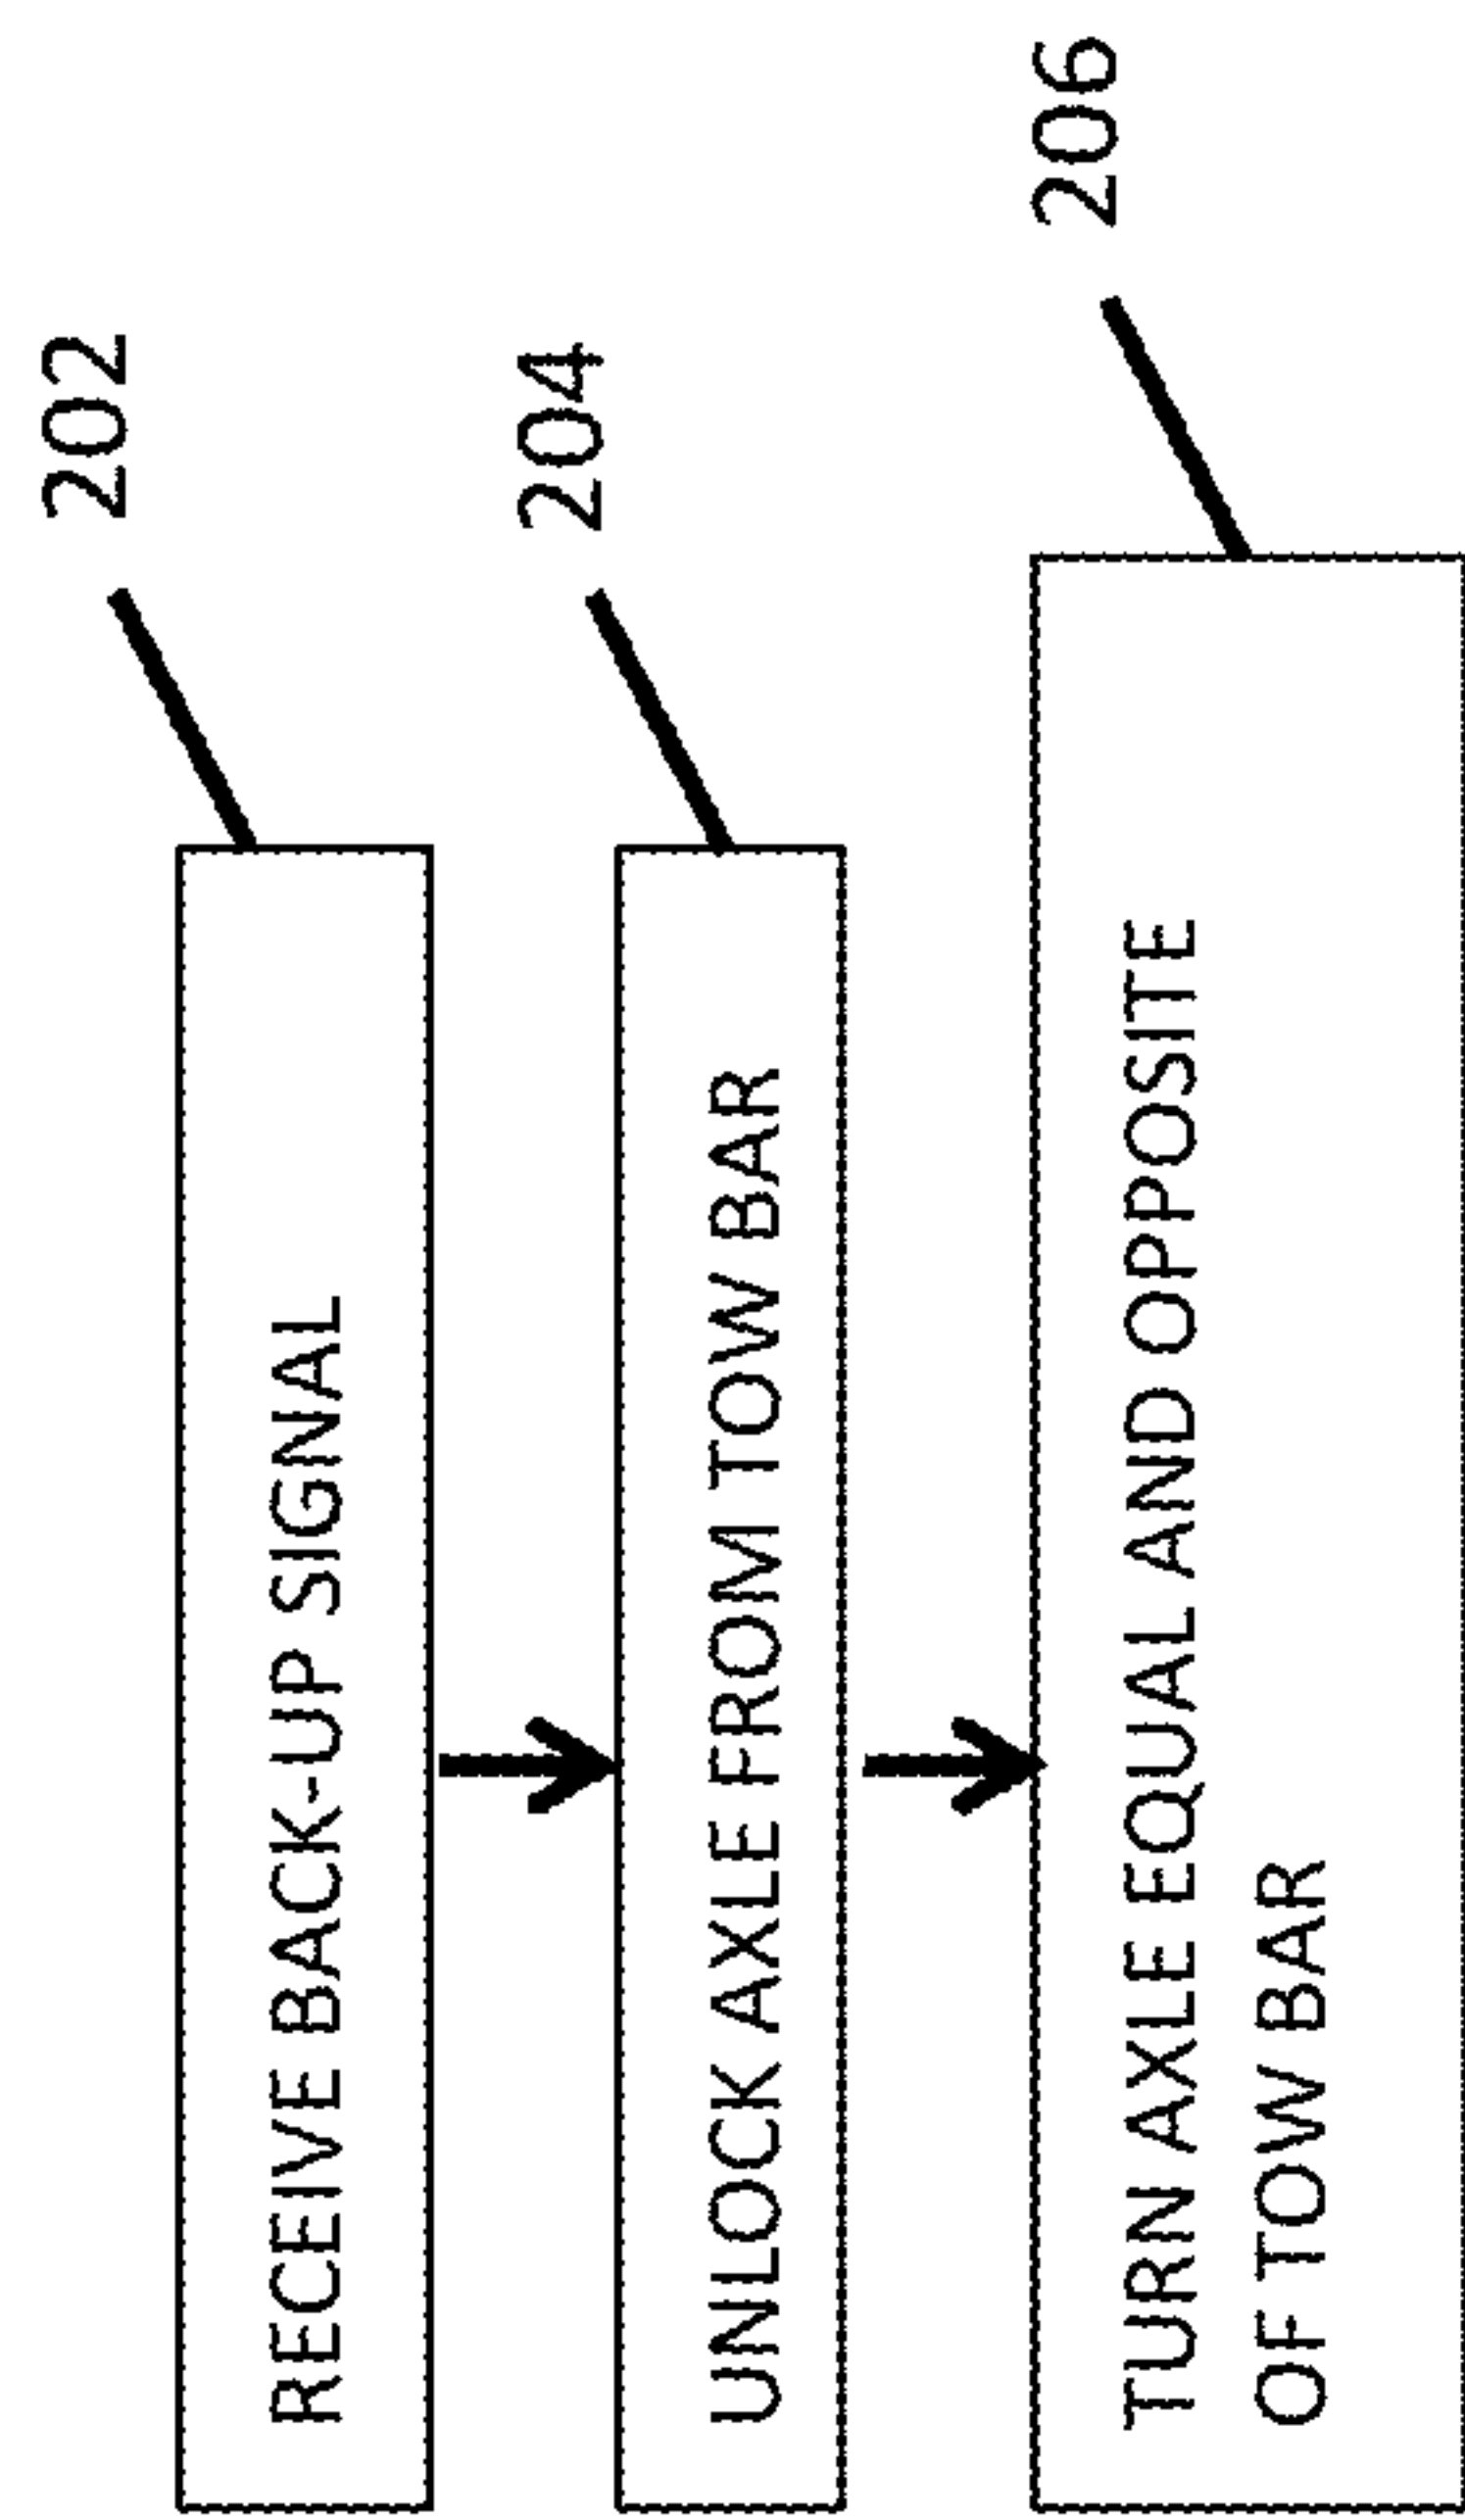 202
RECEIVE BACK-UP SIGNAL
204
UNLOCK AXLE FROM TOW BAR
206
TURN AXLE EQUAL AND OPPOSITE
OF TOW BAR